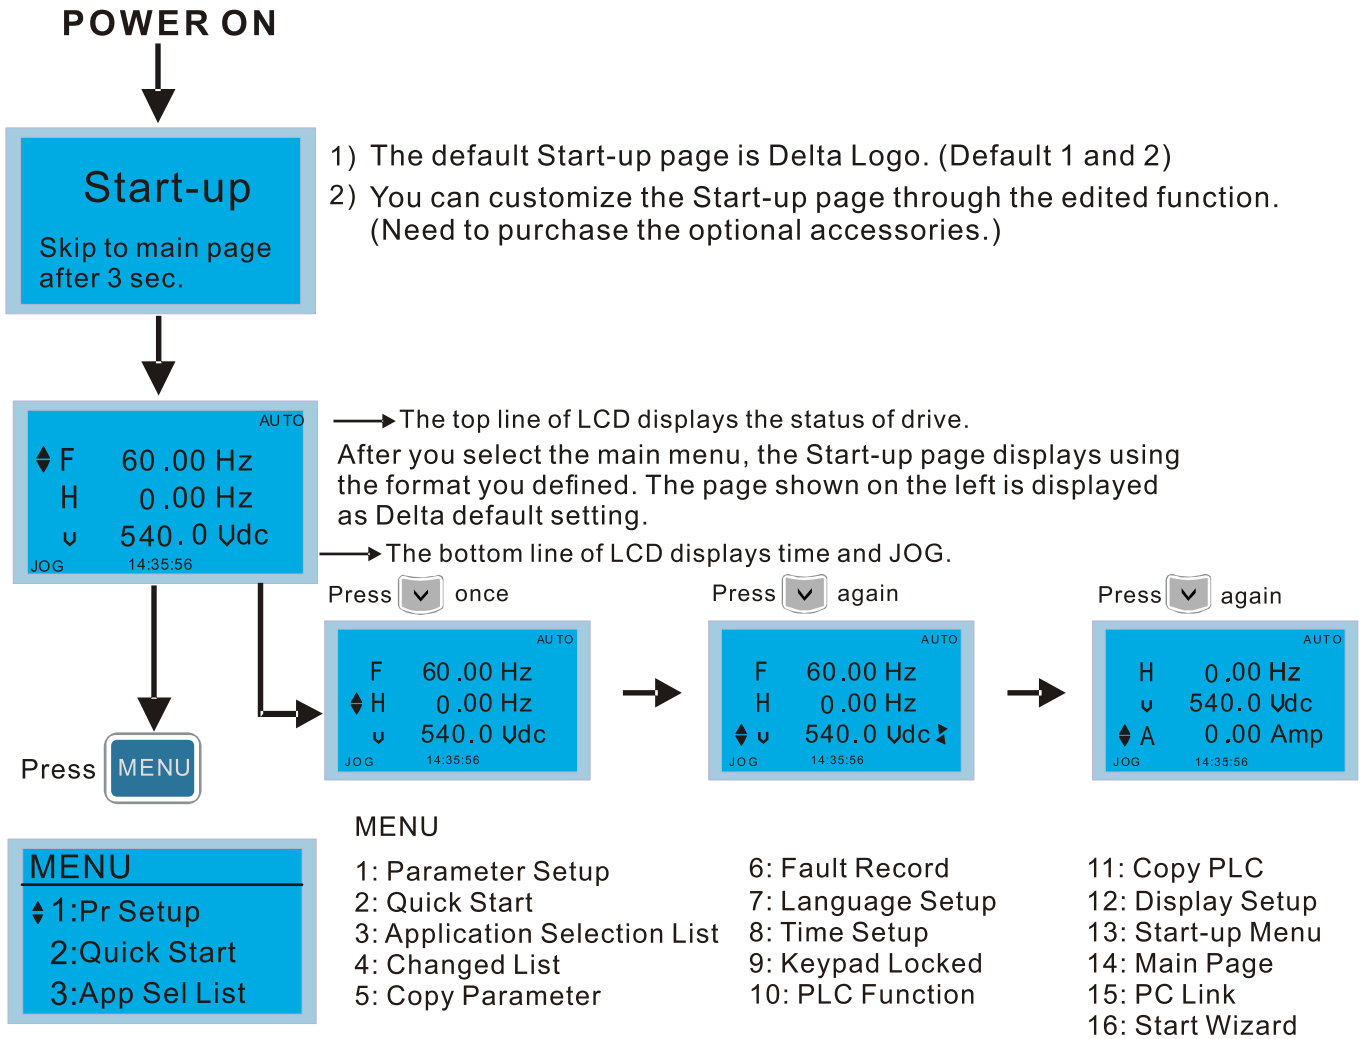 POWER ON
Start-up
Skip to main page
after 3 sec.
1) The default Start-up page is Delta Logo. (Default 1 and 2)
2) You can customize the Start-up page through the edited function.
(Need to purchase the optional accessories.)
AUTO
F 60.00 Hz
H 0.00 Hz
u 540.0 Vdc
JOG 14:35:56
The top line of LCD displays the status of drive.
After you select the main menu, the Start-up page displays using
the format you defined. The page shown on the left is displayed
as Delta default setting.
The bottom line of LCD displays time and JOG.
Press once
AUTO
F 60.00 Hz
H 0.00 Hz
u 540.0 Vdc
JOG 14:35:56
Press again
AUTO
F 60.00 Hz
H 0.00 Hz
u 540.0 Vdc
JOG 14:35:56
Press again
AUTO
H 0.00 Hz
u 540.0 Vdc
A 0.00 Amp
JOG 14:35:56
Press MENU
MENU
1:Pr Setup
2:Quick Start
3:App Sel List
MENU
1: Parameter Setup
2: Quick Start
3: Application Selection List
4: Changed List
5: Copy Parameter
6: Fault Record
7: Language Setup
8: Time Setup
9: Keypad Locked
10: PLC Function
11: Copy PLC
12: Display Setup
13: Start-up Menu
14: Main Page
15: PC Link
16: Start Wizard